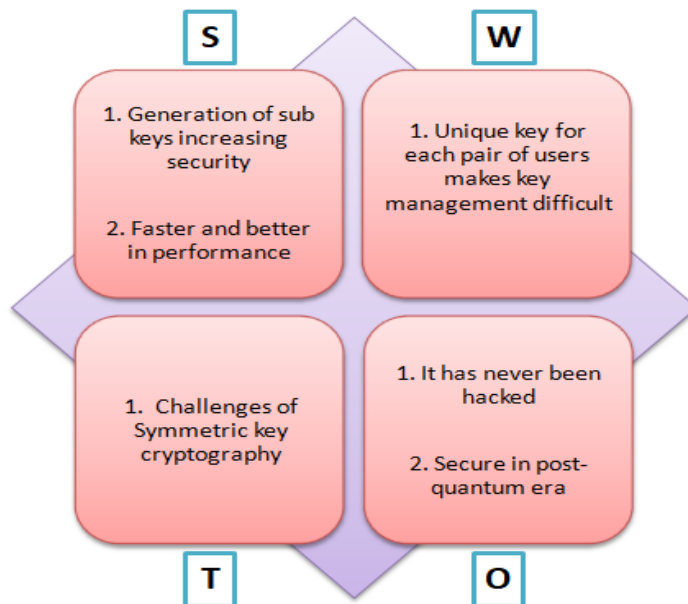 S
W
1. Generation of sub
keys increasing
security
2. Faster and better
in performance
1. Unique key for
each pair of users
makes key
management difficult
1. Challenges of
Symmetric key
cryptography
1. It has never been
hacked
2. Secure in post-
quantum era
T
O